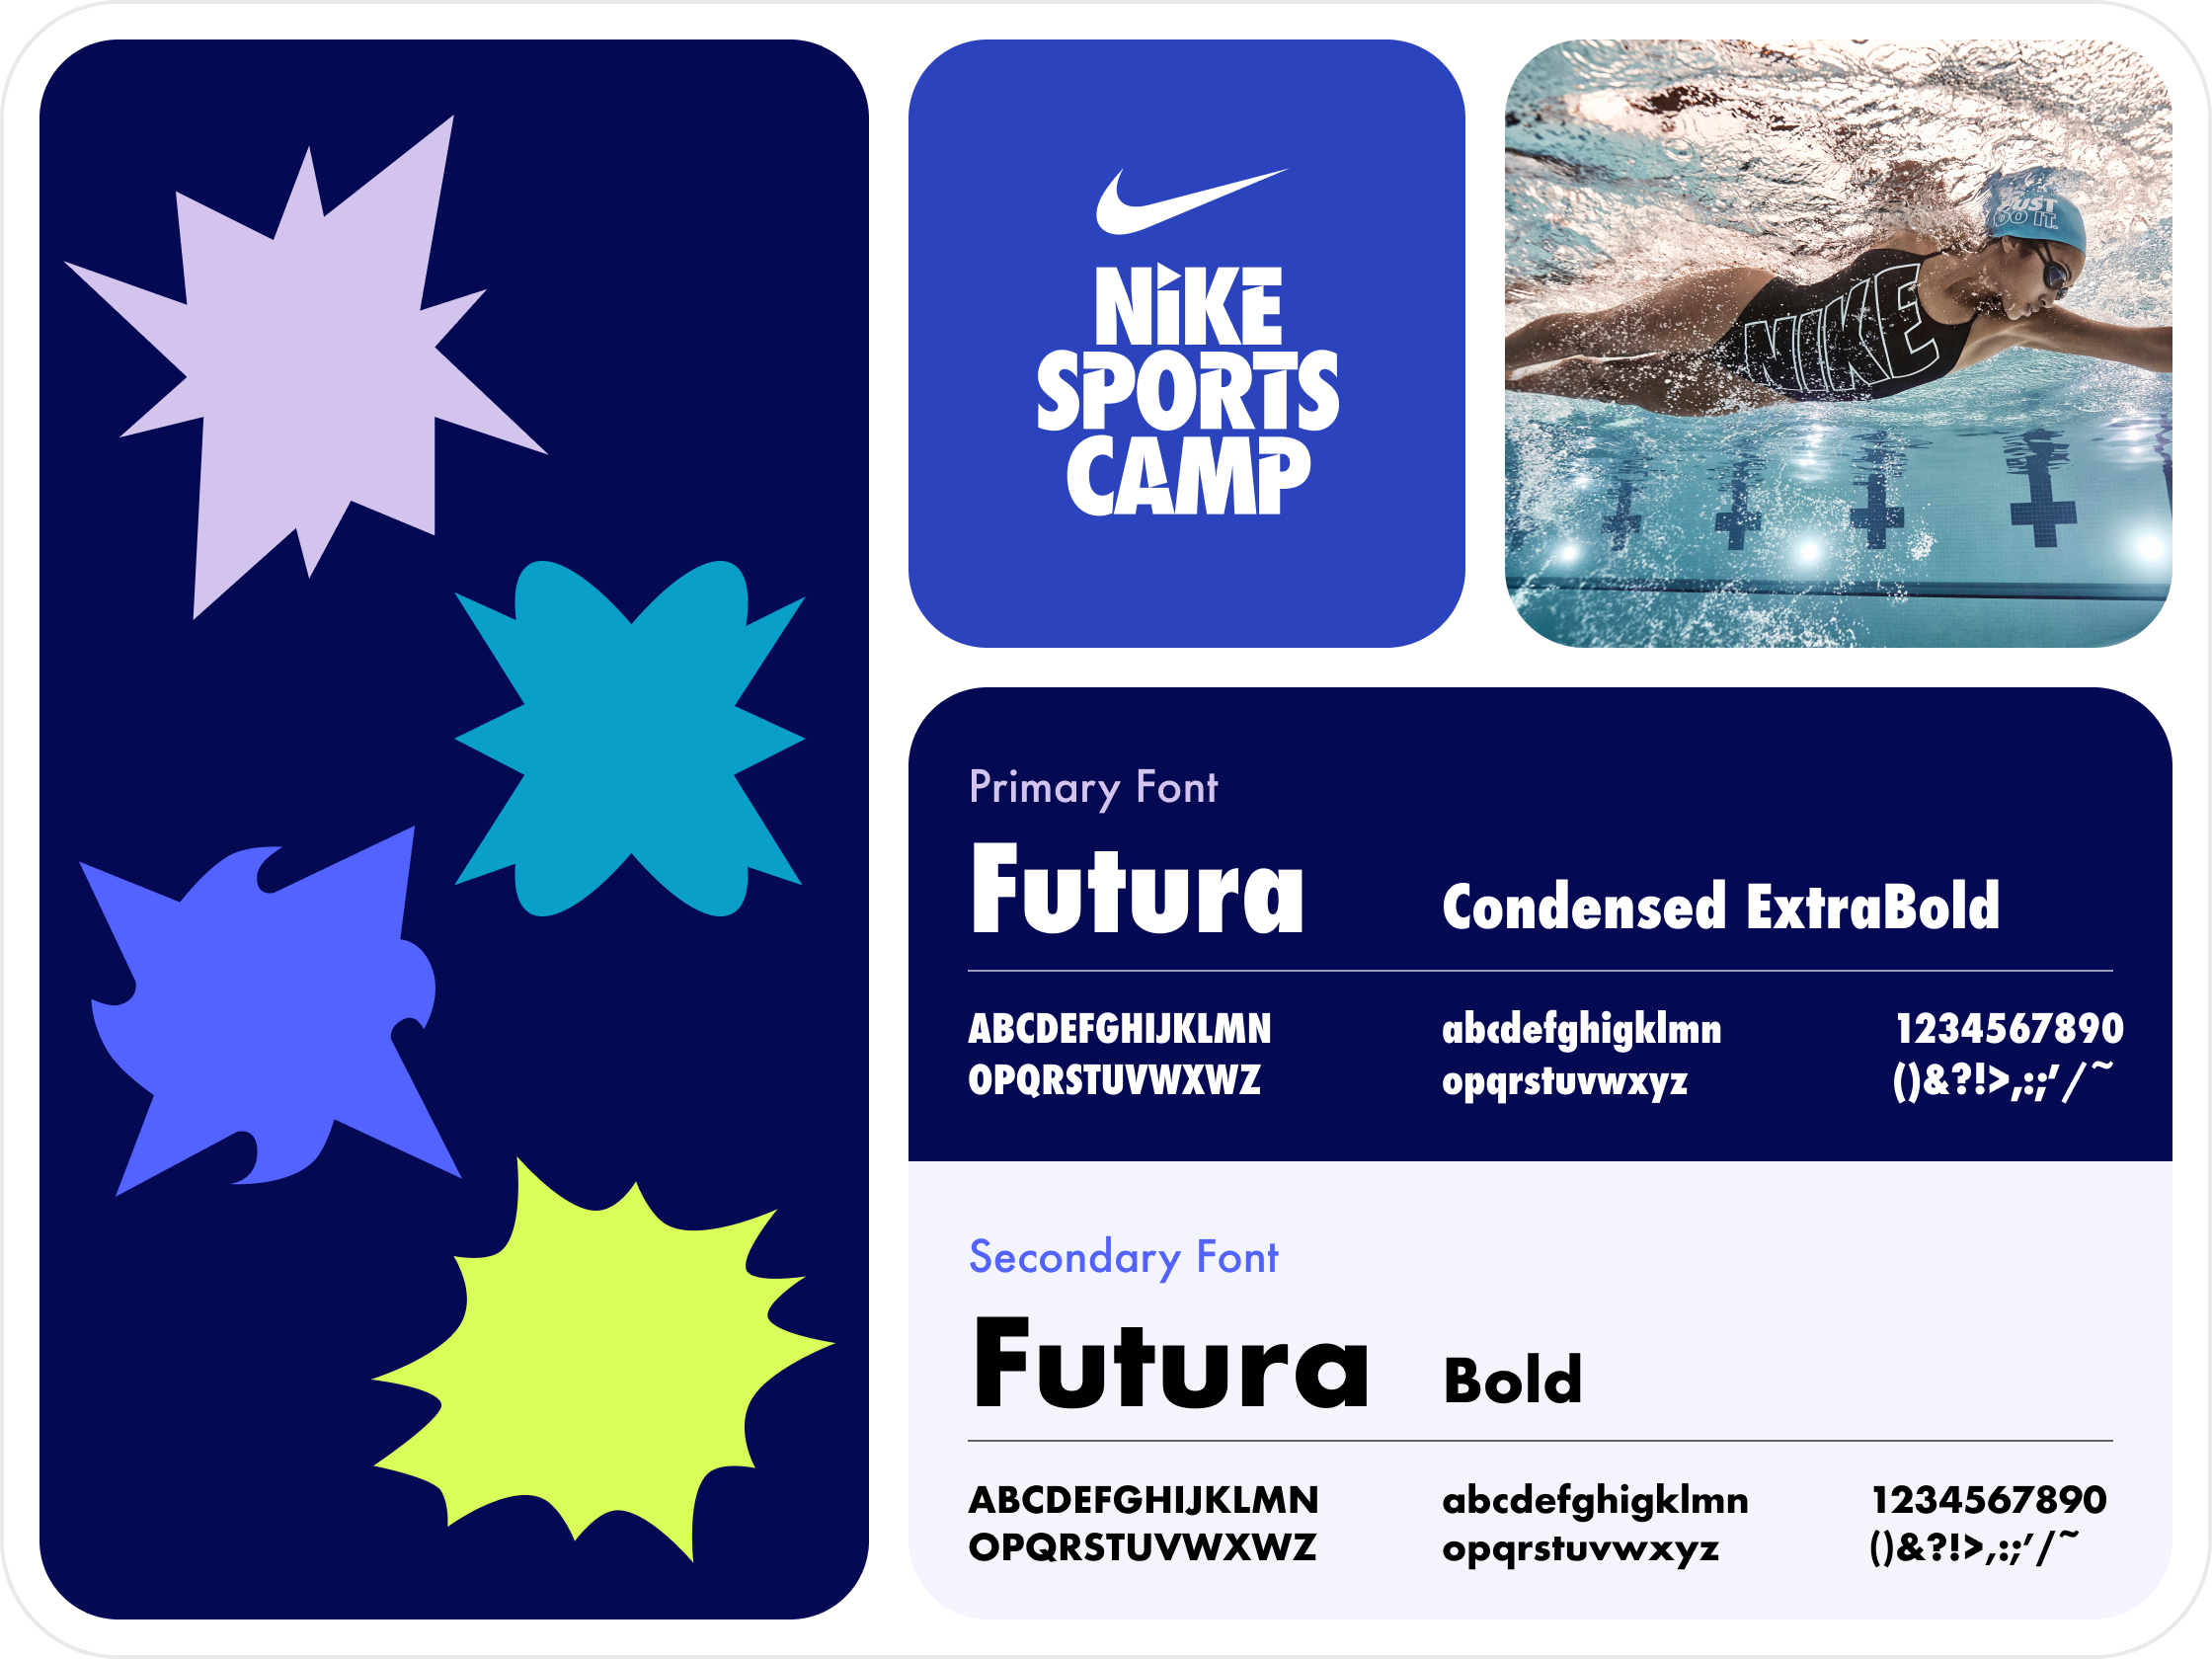 NiKE
SPORTS
CAMP
JUST
DO IT.
NIKE
Primary Font
Futura
Condensed ExtraBold
ABCDEFGHIJKLMN
OPQRSTUVWXWZ
abcdefghigklmn
opqrstuvwxyz
1234567890
()&?!>,:;'/~
Secondary Font
Futura
Bold
ABCDEFGHIJKLMN
OPQRSTUVWXWZ
abcdefghigklmn
opqrstuvwxyz
1234567890
()&?!>,:;'/~